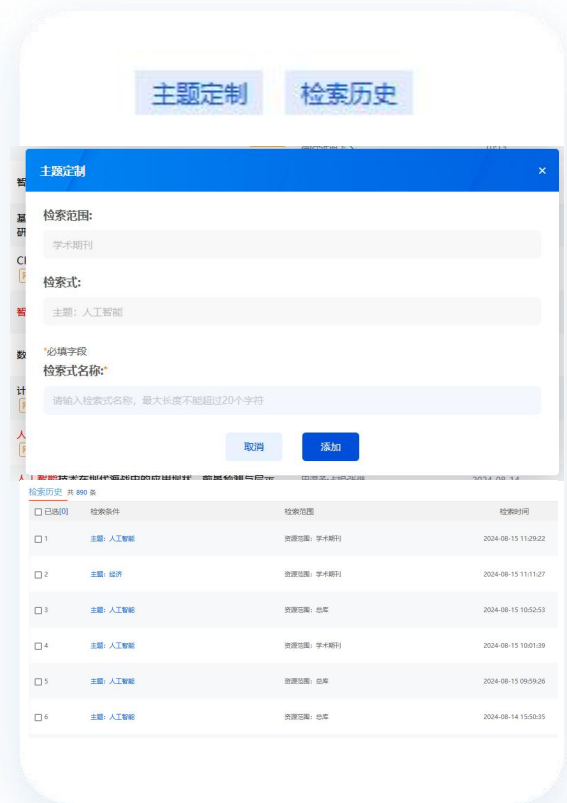 主题定制 检索历史
主题定制 ×
检索范围:
学术期刊
检索式:
主题：人工智能
*必填字段
检索式名称:*
请输入检索式名称，最大长度不能超过20个字符
取消 添加
智
基
研
智
数
计
人
2024-08-14
检索历史 共 890 条
已选[0] 检索条件 检索范围 检索时间
1 主题：人工智能 资源范围：学术期刊 2024-08-15 11:29:22
2 主题：经济 资源范围：学术期刊 2024-08-15 11:11:27
3 主题：人工智能 资源范围：总库 2024-08-15 10:52:53
4 主题：人工智能 资源范围：学术期刊 2024-08-15 10:01:39
5 主题：人工智能 资源范围：总库 2024-08-15 09:59:26
6 主题：人工智能 资源范围：总库 2024-08-14 15:50:35